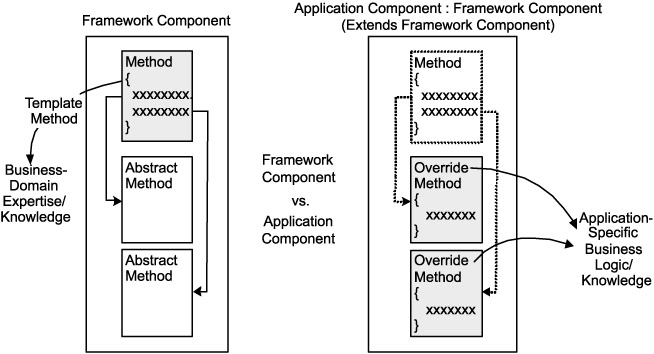 Framework Component
Method
{
xxxxxxxx.
xxxxxxxx
}
Template
Method
Business-
Domain
Expertise/
Knowledge
Abstract
Method
Abstract
Method
Framework
Component
vs.
Application
Component
Application Component : Framework Component
(Extends Framework Component)
Method
{
xxxxxxxx
xxxxxxxx
}
Override
Method
{
xxxxxxx
}
Override
Method
{
xxxxxxx
}
Application-
Specific
Business
Logic/
Knowledge